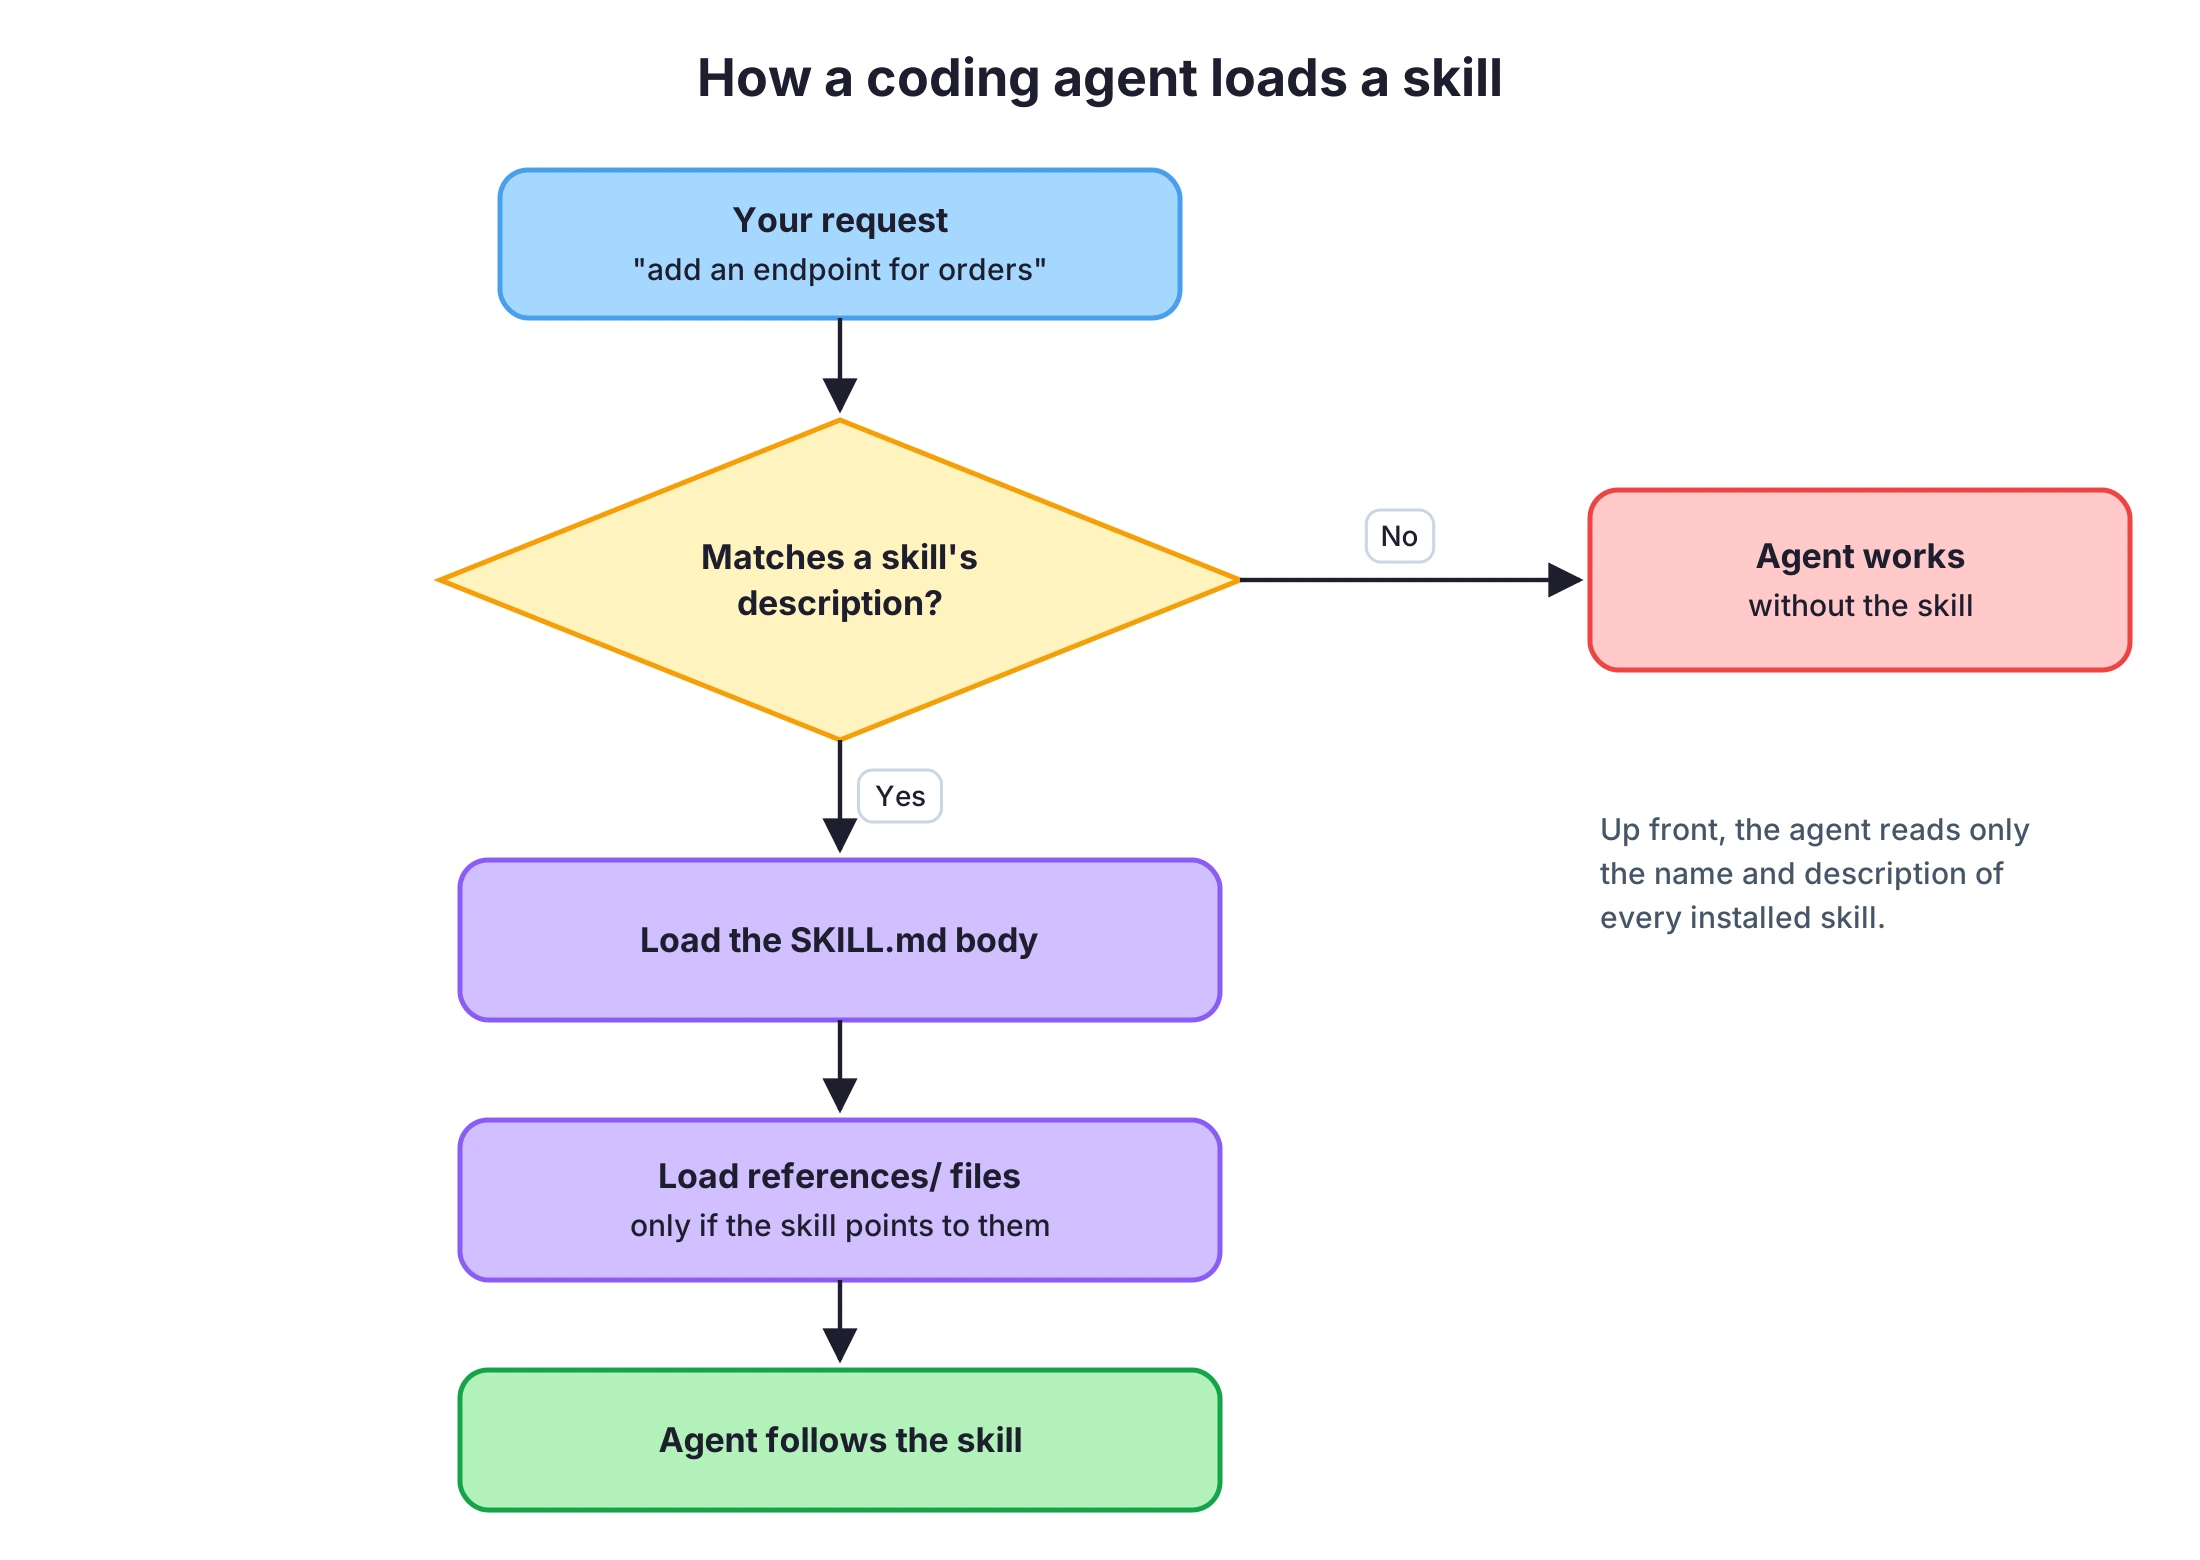 How a coding agent loads a skill
Your request
"add an endpoint for orders"
Matches a skill's
description?
No
Agent works
without the skill
Yes
Up front, the agent reads only
the name and description of
every installed skill.
Load the SKILL.md body
Load references/ files
only if the skill points to them
Agent follows the skill